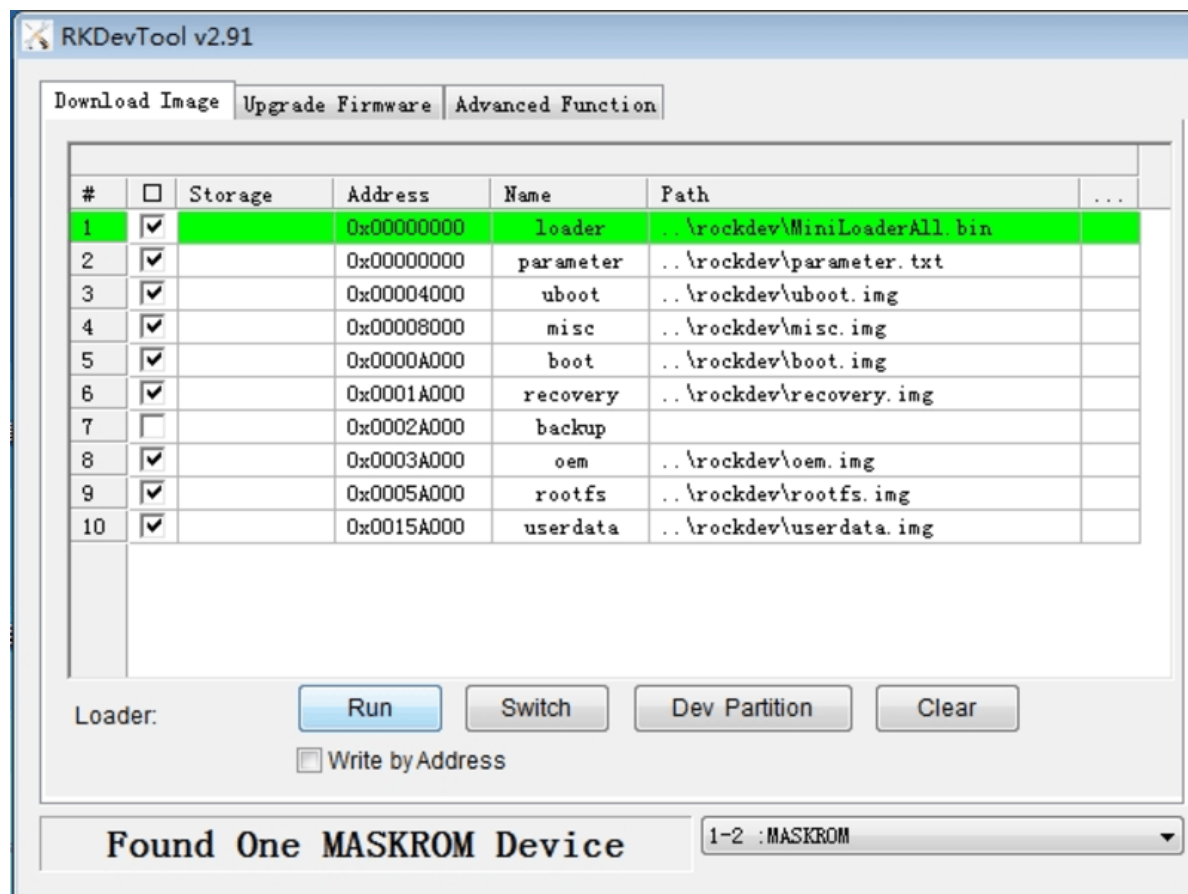 RKDevTool v2.91
Download Image Upgrade Firmware Advanced Function
# Storage Address Name Path ...
1 0x00000000 loader ..\rockdev\MiniLoaderAll.bin
2 0x00000000 parameter ..\rockdev\parameter.txt
3 0x00004000 uboot ..\rockdev\uboot.img
4 0x00008000 misc ..\rockdev\misc.img
5 0x0000A000 boot ..\rockdev\boot.img
6 0x0001A000 recovery ..\rockdev\recovery.img
7 0x0002A000 backup
8 0x0003A000 oem ..\rockdev\oem.img
9 0x0005A000 rootfs ..\rockdev\rootfs.img
10 0x0015A000 userdata ..\rockdev\userdata.img
Loader: Run Switch Dev Partition Clear
Write by Address
Found One MASKROM Device 1-2 :MASKROM